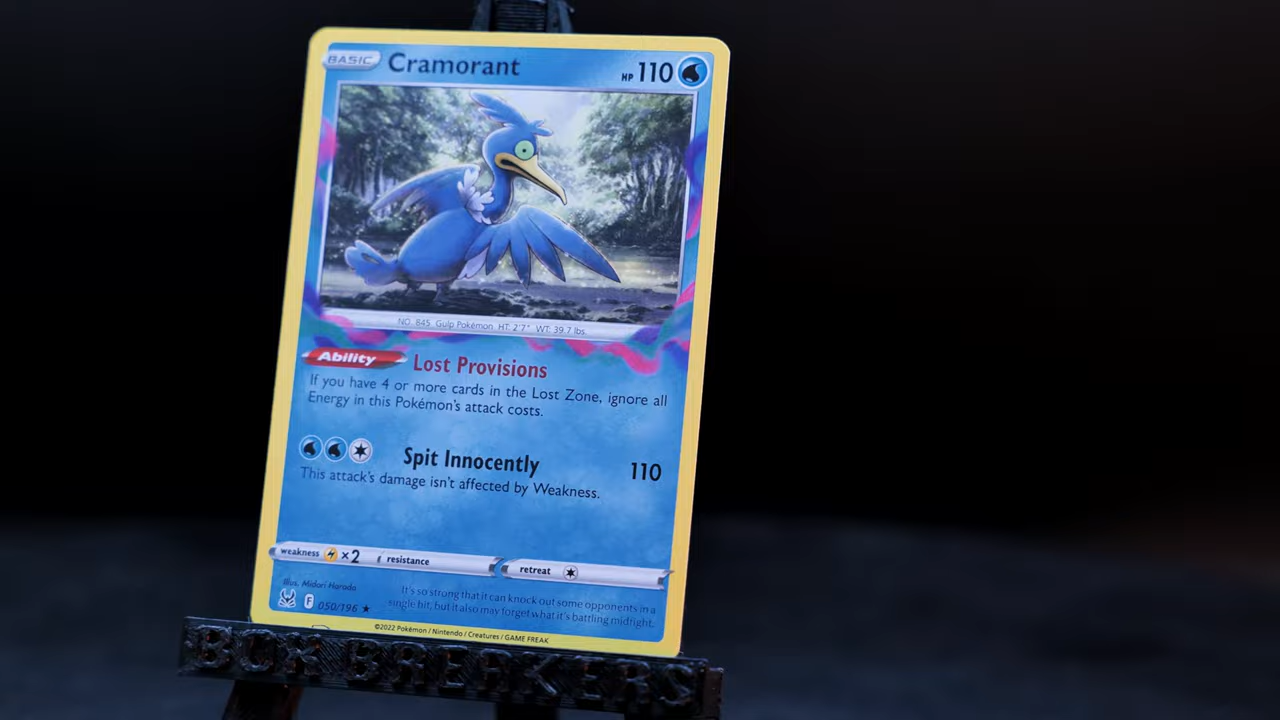 BASIC Cramorant HP 110
NO. 845 Gulp Pokémon HT: 2'7" WT: 39.7 lbs.
Ability Lost Provisions
If you have 4 or more cards in the Lost Zone, ignore all
Energy in this Pokémon's attack costs.
Spit Innocently 110
This attack's damage isn't affected by Weakness.
weakness ×2 resistance retreat
Illus. Midori Harada
F 050/196 ★
It's so strong that it can knock out some opponents in a
single hit, but it also may forget what it's battling midfight.
©2022 Pokémon / Nintendo / Creatures / GAME FREAK
BOX BREAKERS